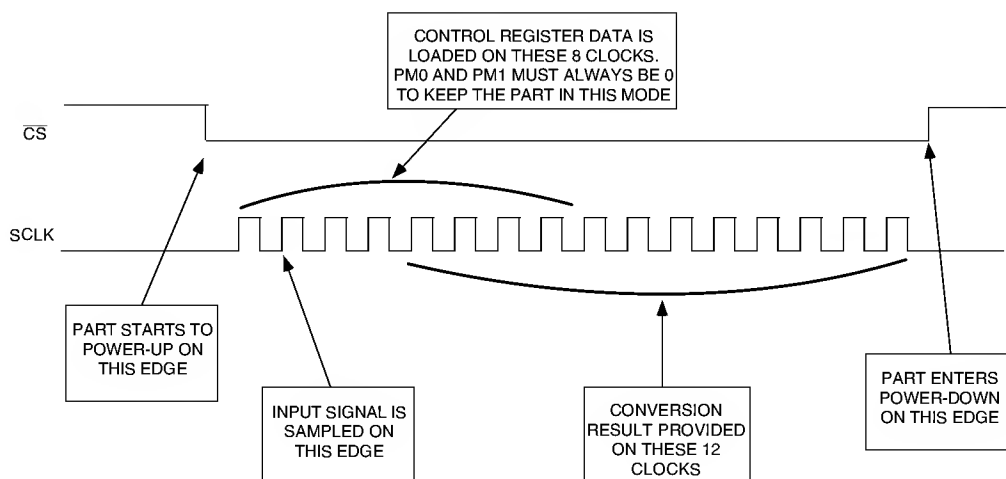 CONTROL REGISTER DATA IS
LOADED ON THESE 8 CLOCKS.
PM0 AND PM1 MUST ALWAYS BE 0
TO KEEP THE PART IN THIS MODE
CS
SCLK
PART STARTS TO
POWER-UP ON
THIS EDGE
INPUT SIGNAL IS
SAMPLED ON
THIS EDGE
CONVERSION
RESULT PROVIDED
ON THESE 12
CLOCKS
PART ENTERS
POWER-DOWN
ON THIS EDGE